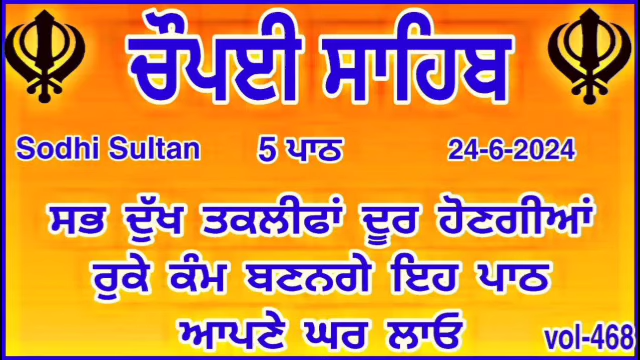 ਚੌਪਈ ਸਾਹਿਬ
Sodhi Sultan 5 ਪਾਠ 24-6-2024
ਸਭ ਦੁੱਖ ਤਕਲੀਫਾਂ ਦੂਰ ਹੋਣਗੀਆਂ
ਰੁਕੇ ਕੰਮ ਬਣਨਗੇ ਇਹ ਪਾਠ
ਆਪਣੇ ਘਰ ਲਾਓ
vol-468